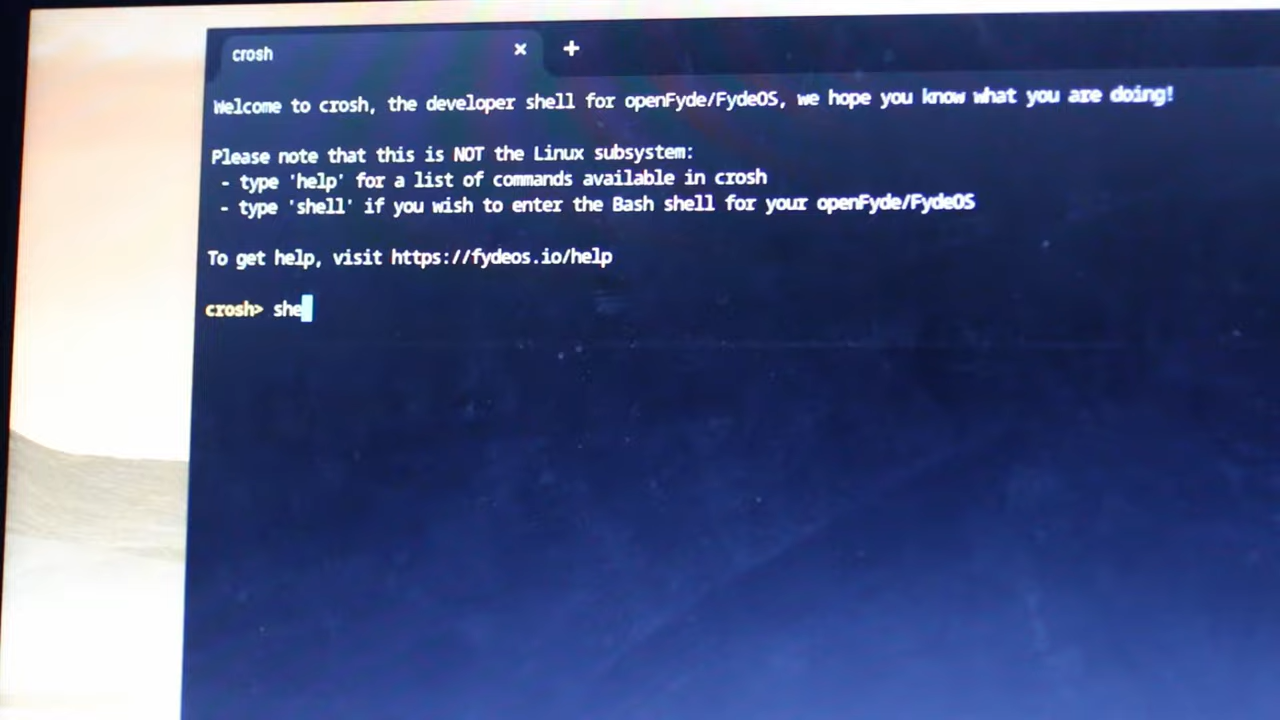 crosh × +
Welcome to crosh, the developer shell for openFyde/FydeOS, we hope you know what you are doing!
Please note that this is NOT the Linux subsystem:
- type 'help' for a list of commands available in crosh
- type 'shell' if you wish to enter the Bash shell for your openFyde/FydeOS
To get help, visit https://fydeos.io/help
crosh> she